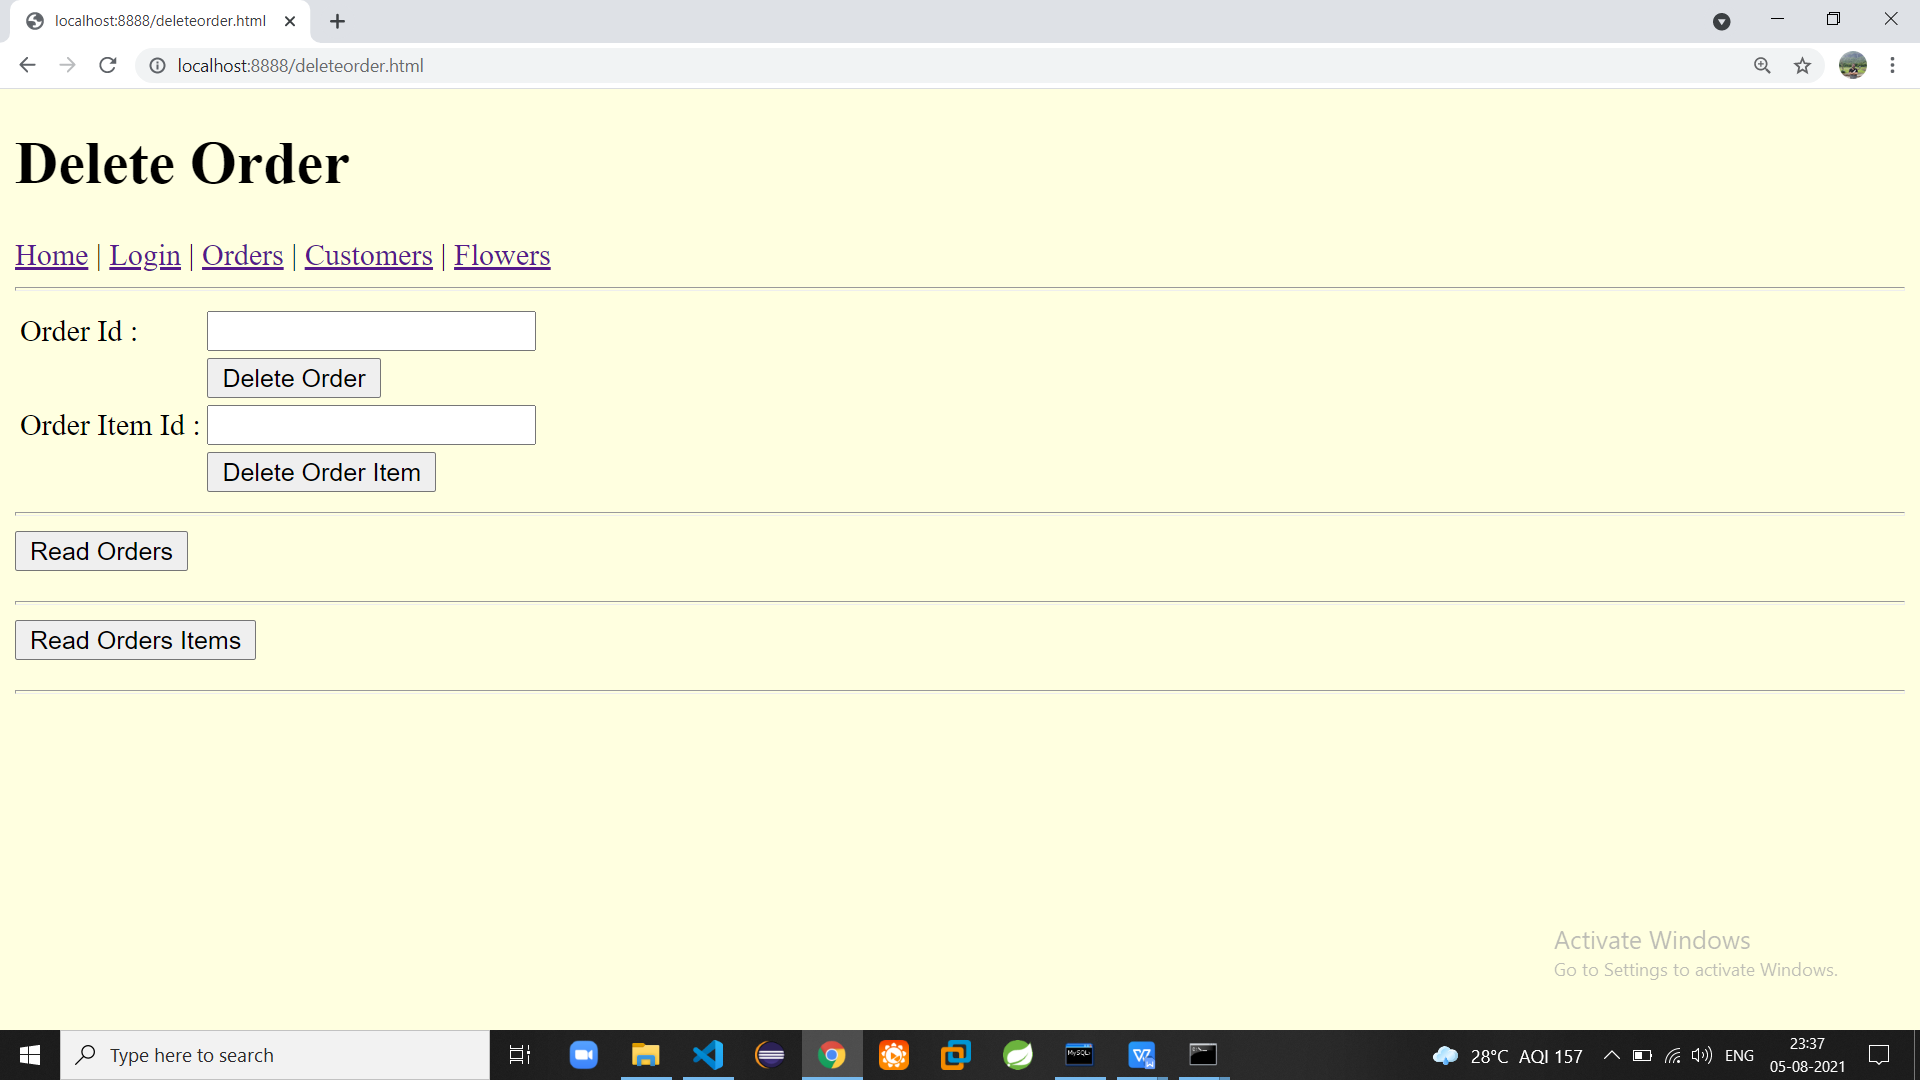 localhost:8888/deleteorder.html
localhost:8888/deleteorder.html
Delete Order
Home | Login | Orders | Customers | Flowers
Order Id :
Delete Order
Order Item Id :
Delete Order Item
Read Orders
Read Orders Items
Activate Windows
Go to Settings to activate Windows.
Type here to search
MySQL
28°C AQI 157
ENG
23:37
05-08-2021